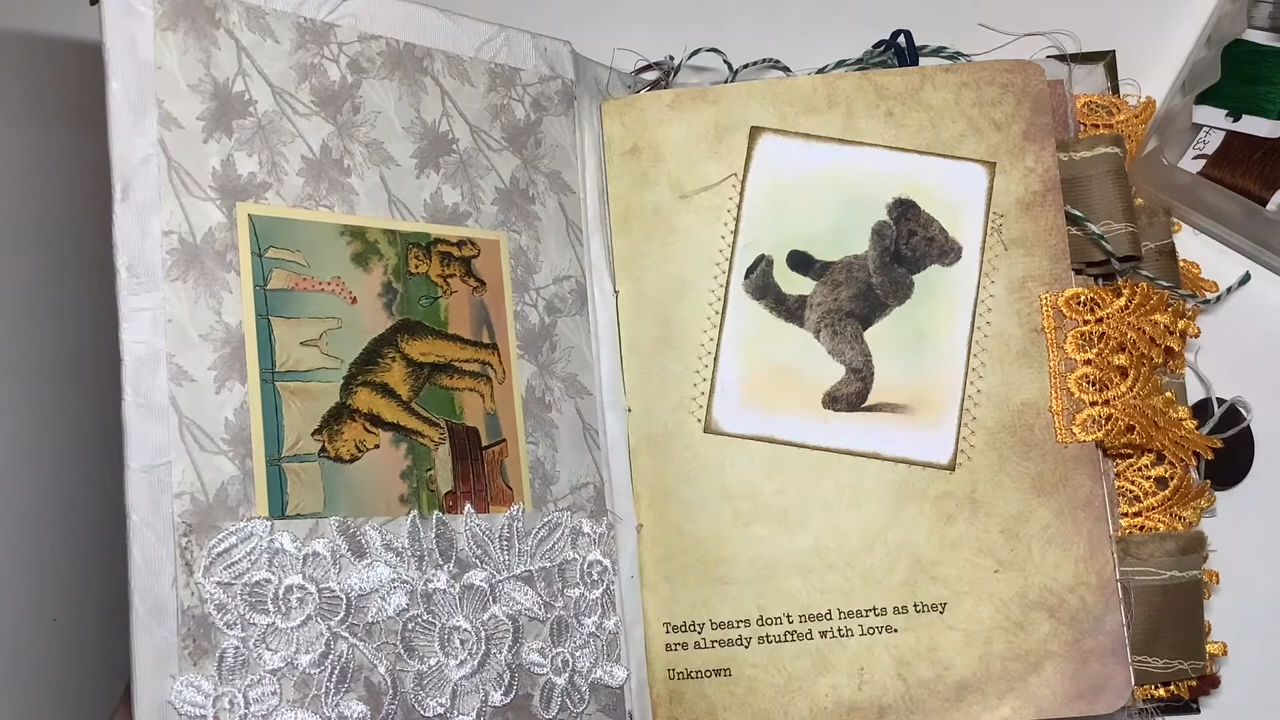 Teddy bears don't need hearts as they
are already stuffed with love.
Unknown